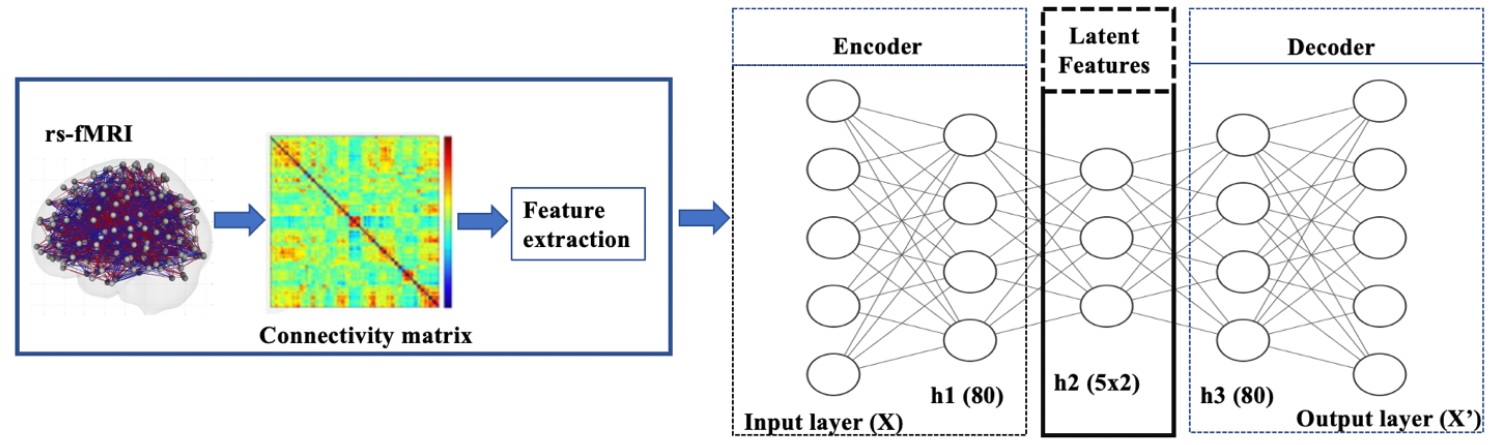 rs-fMRI
Connectivity matrix
Feature
extraction
Encoder
Input layer (X)
h1 (80)
Latent
Features
h2 (5x2)
Decoder
h3 (80)
Output layer (X’)